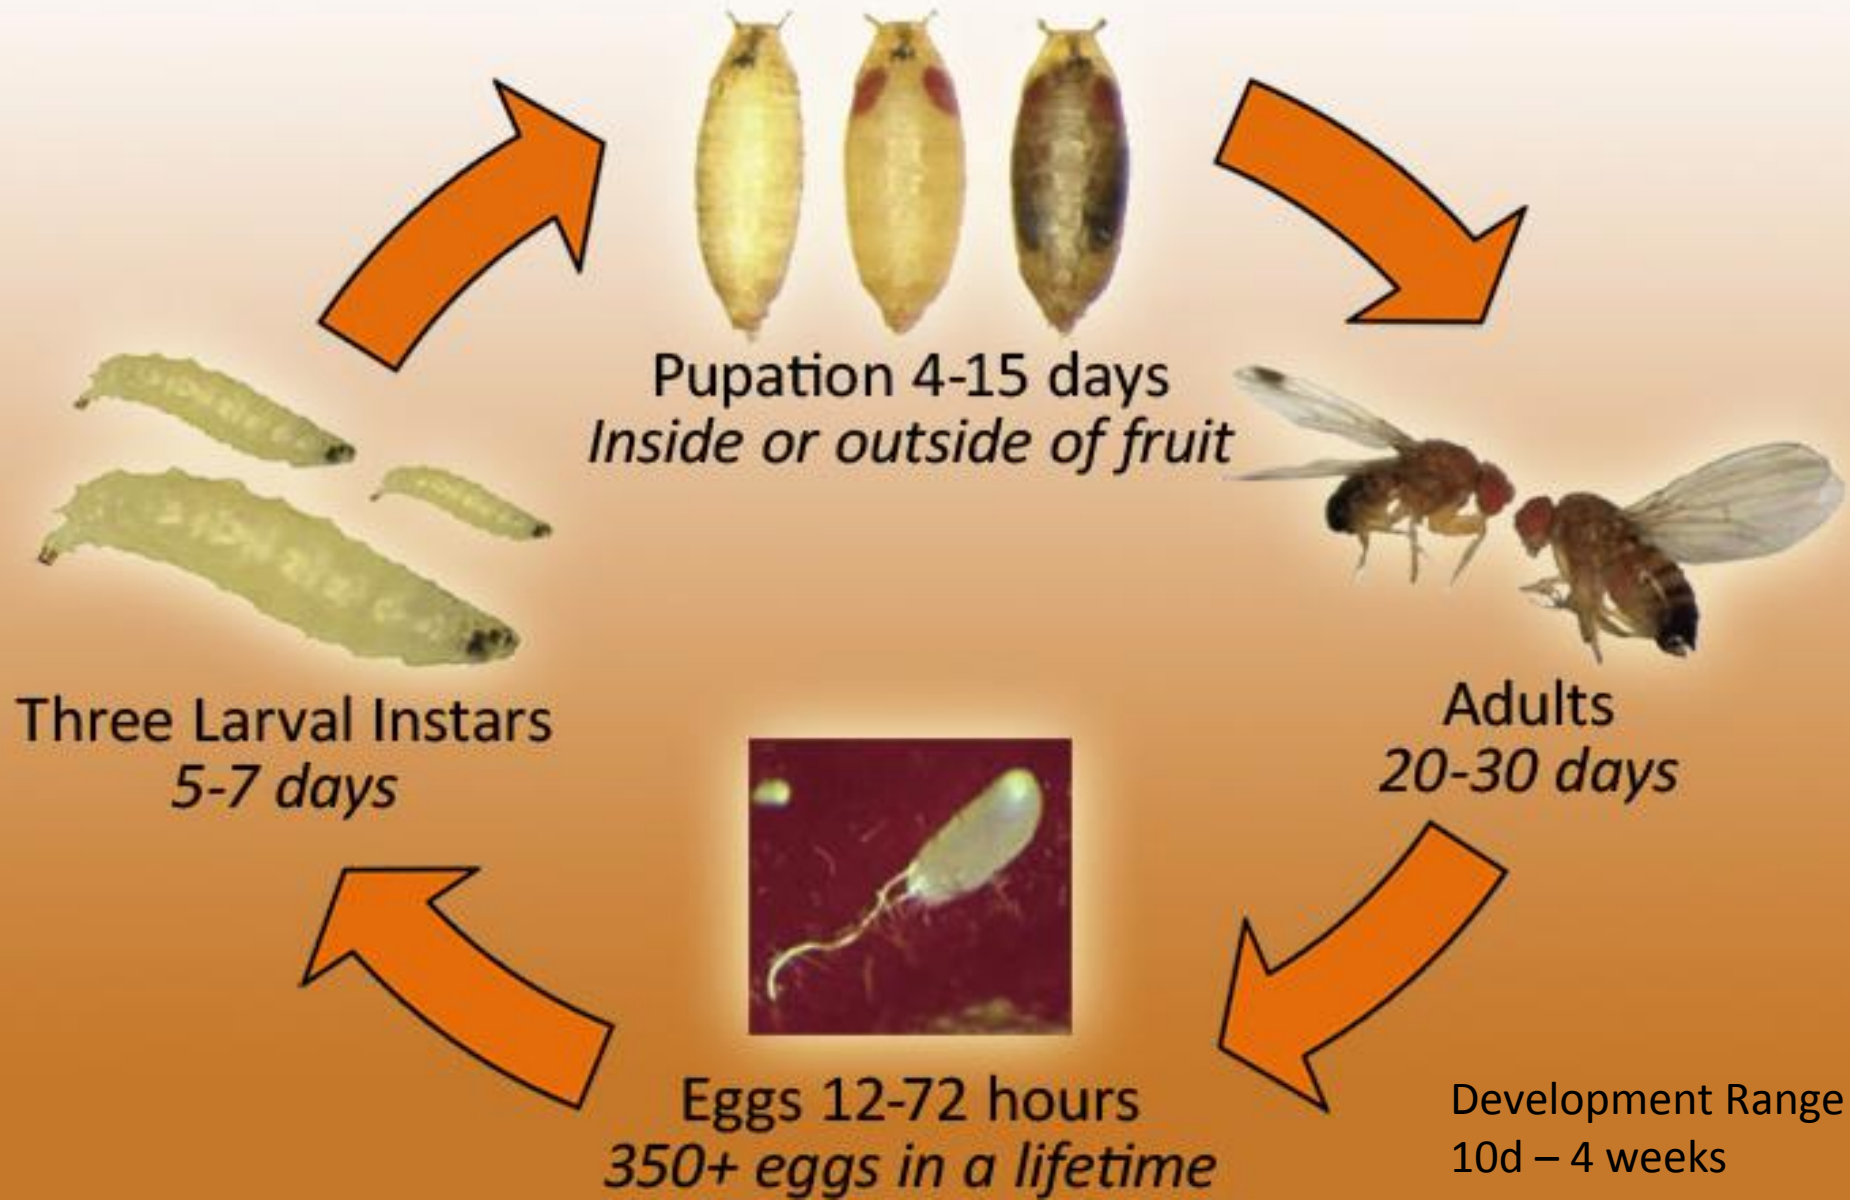 Pupation 4-15 days
Inside or outside of fruit
Three Larval Instars
5-7 days
Adults
20-30 days
Eggs 12-72 hours
350+ eggs in a lifetime
Development Range
10d – 4 weeks